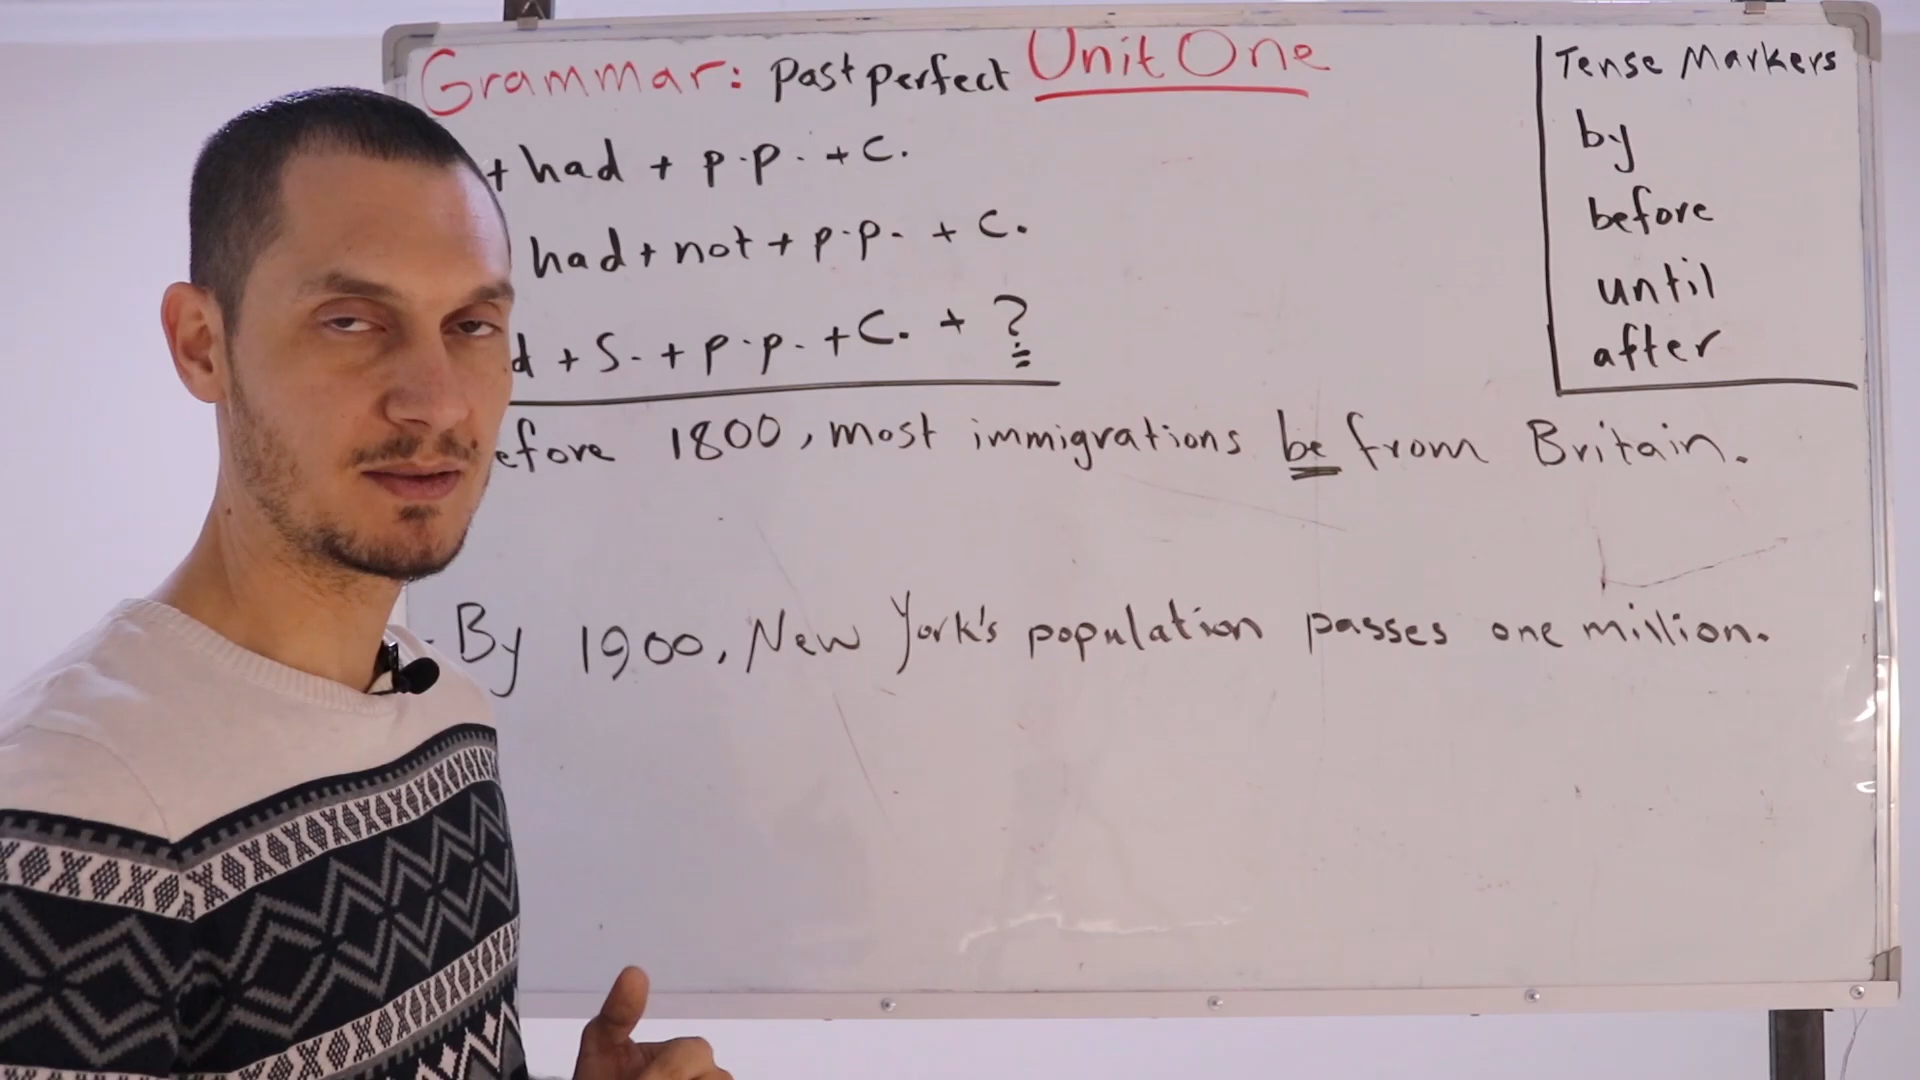 Grammar: Past perfect Unit One
+ had + p.p. + C.
had + not + p.p. + C.
d + S. + p.p. + C. + ?
efore 1800, most immigrations be from Britain.
- By 1900, New York's population passes one million.
Tense Markers
by
before
until
after